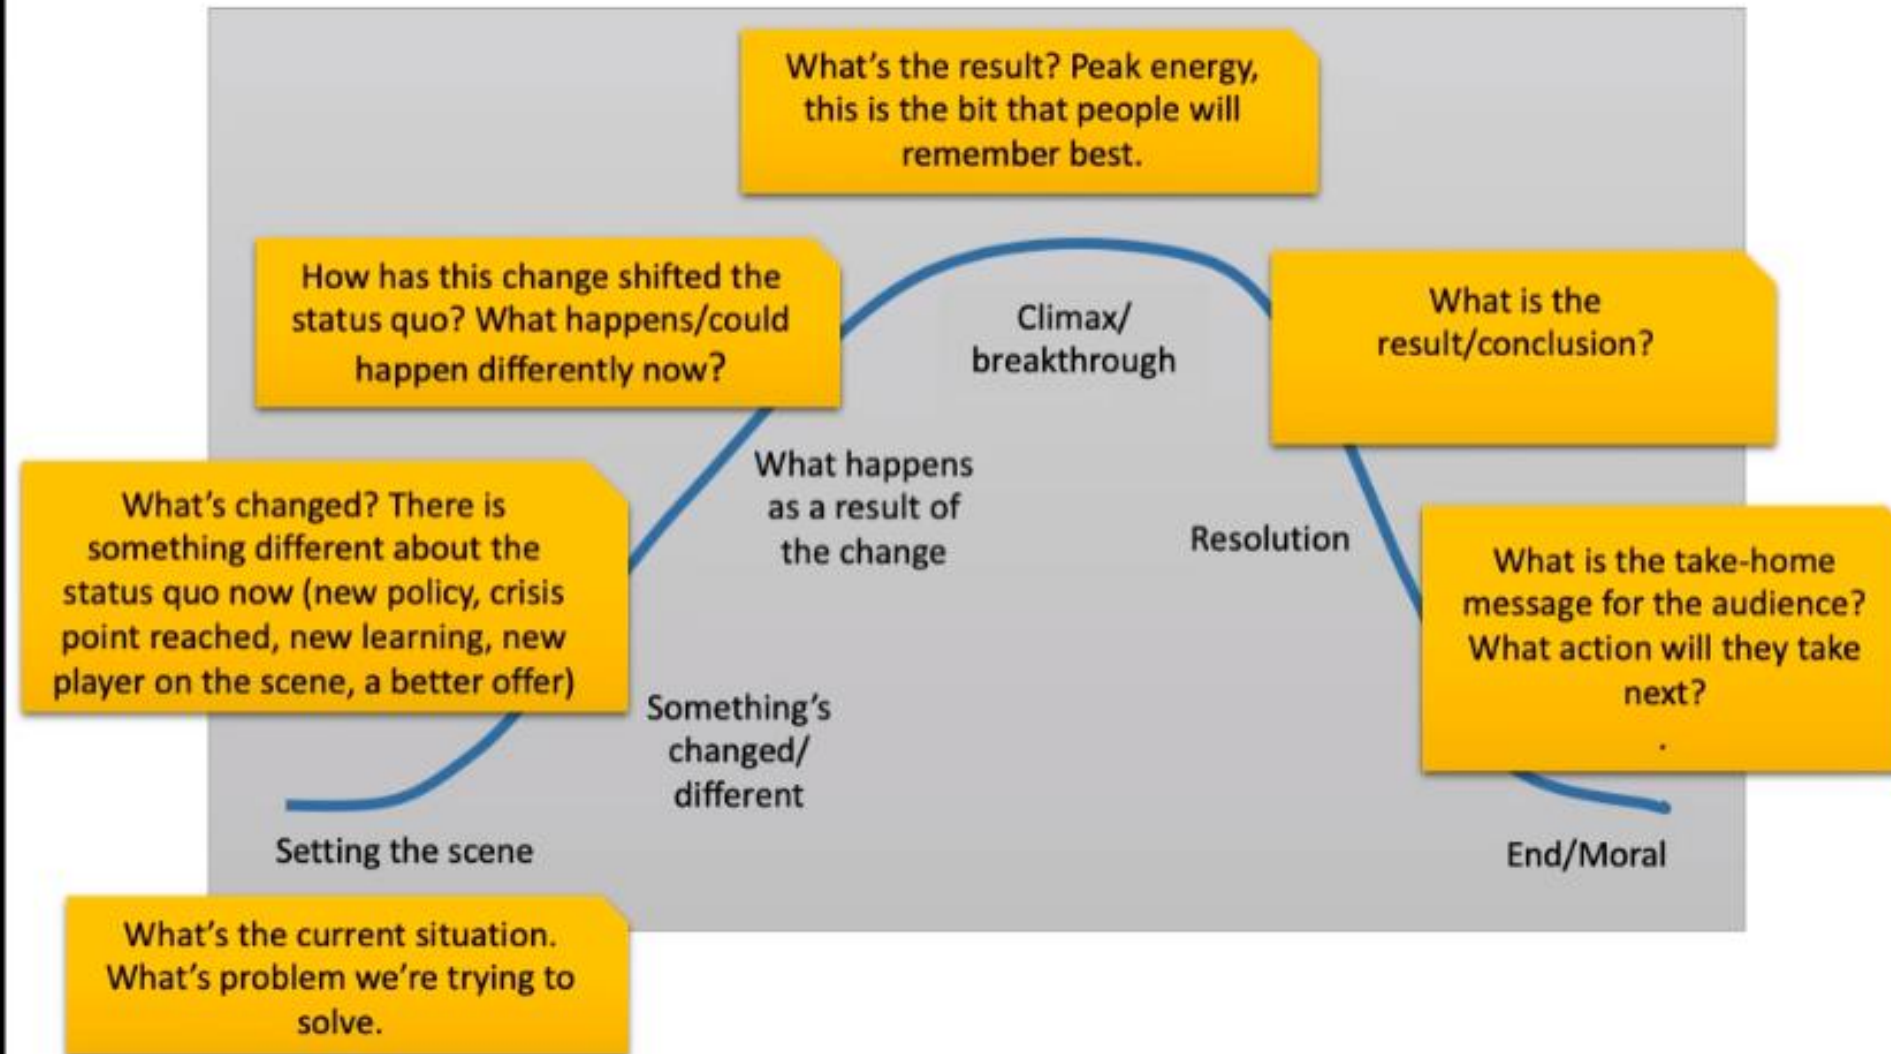 What's the result? Peak energy,
this is the bit that people will
remember best.
How has this change shifted the
status quo? What happens/could
happen differently now?
Climax/
breakthrough
What is the
result/conclusion?
What happens
as a result of
the change
What's changed? There is
something different about the
status quo now (new policy, crisis
point reached, new learning, new
player on the scene, a better offer)
Resolution
What is the take-home
message for the audience?
What action will they take
next?
.
Something's
changed/
different
Setting the scene
End/Moral
What's the current situation.
What's problem we're trying to
solve.